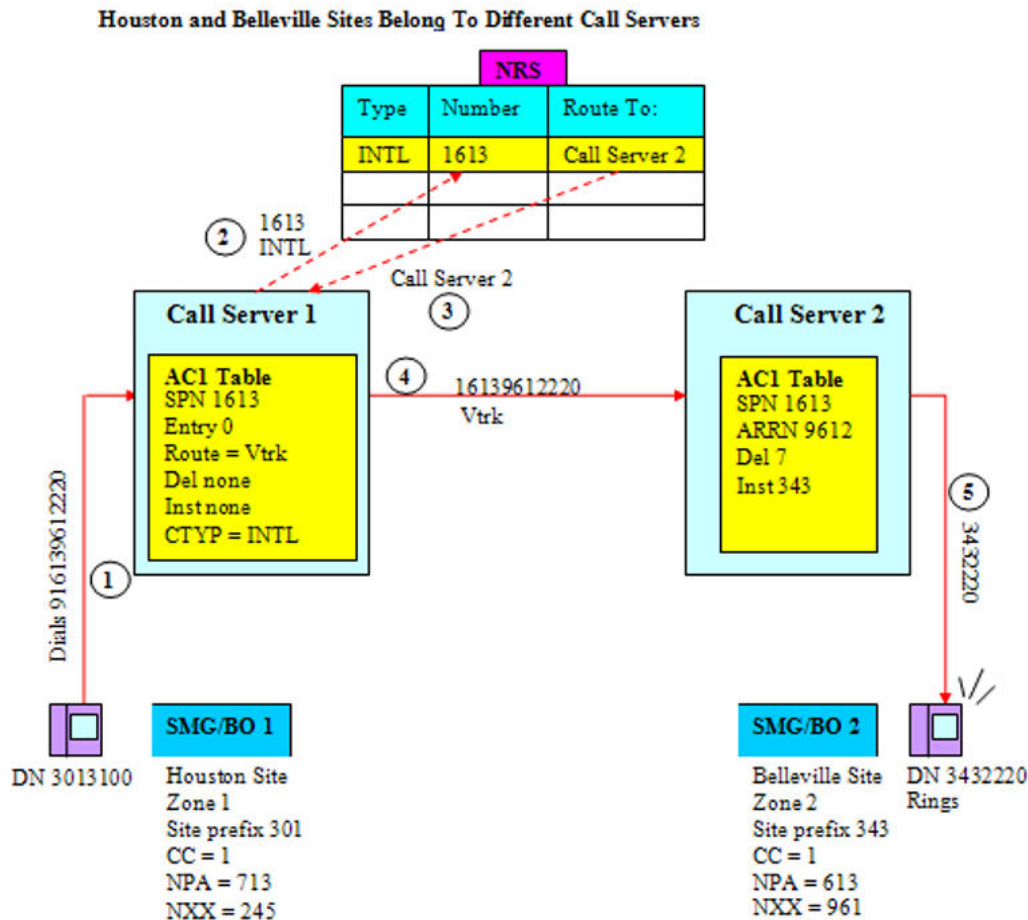 Houston and Belleville Sites Belong To Different Call Servers
NRS
Type Number Route To:
INTL 1613 Call Server 2
2
1613
INTL
Call Server 2
3
Call Server 1
AC1 Table
SPN 1613
Entry 0
Route = Vtrk
Del none
Inst none
CTYP = INTL
4
16139612220
Vtrk
Call Server 2
AC1 Table
SPN 1613
ARRN 9612
Del 7
Inst 343
Dials 916139612220
1
5
3432220
DN 3013100
SMG/BO 1
Houston Site
Zone 1
Site prefix 301
CC = 1
NPA = 713
NXX = 245
SMG/BO 2
Belleville Site
Zone 2
Site prefix 343
CC = 1
NPA = 613
NXX = 961
DN 3432220
Rings